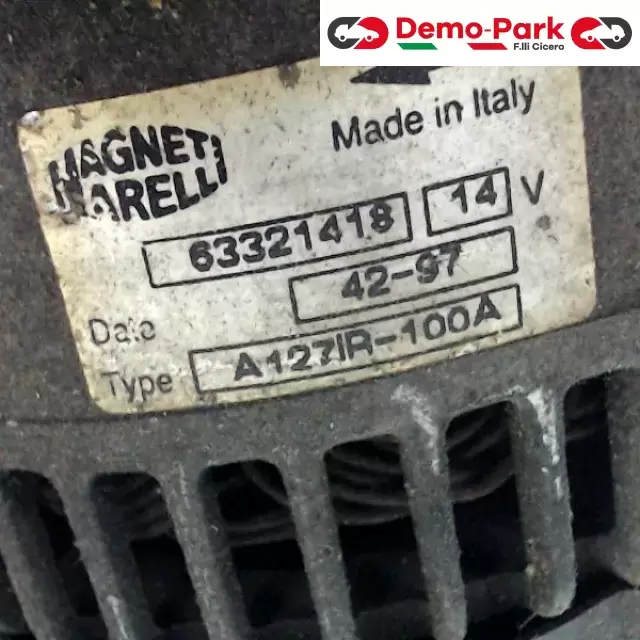 Demo-Park
F.lli Cicero
Made in Italy
MAGNETI
MARELLI
63321418 14 V
42-97
Date
Type A127IR-100A